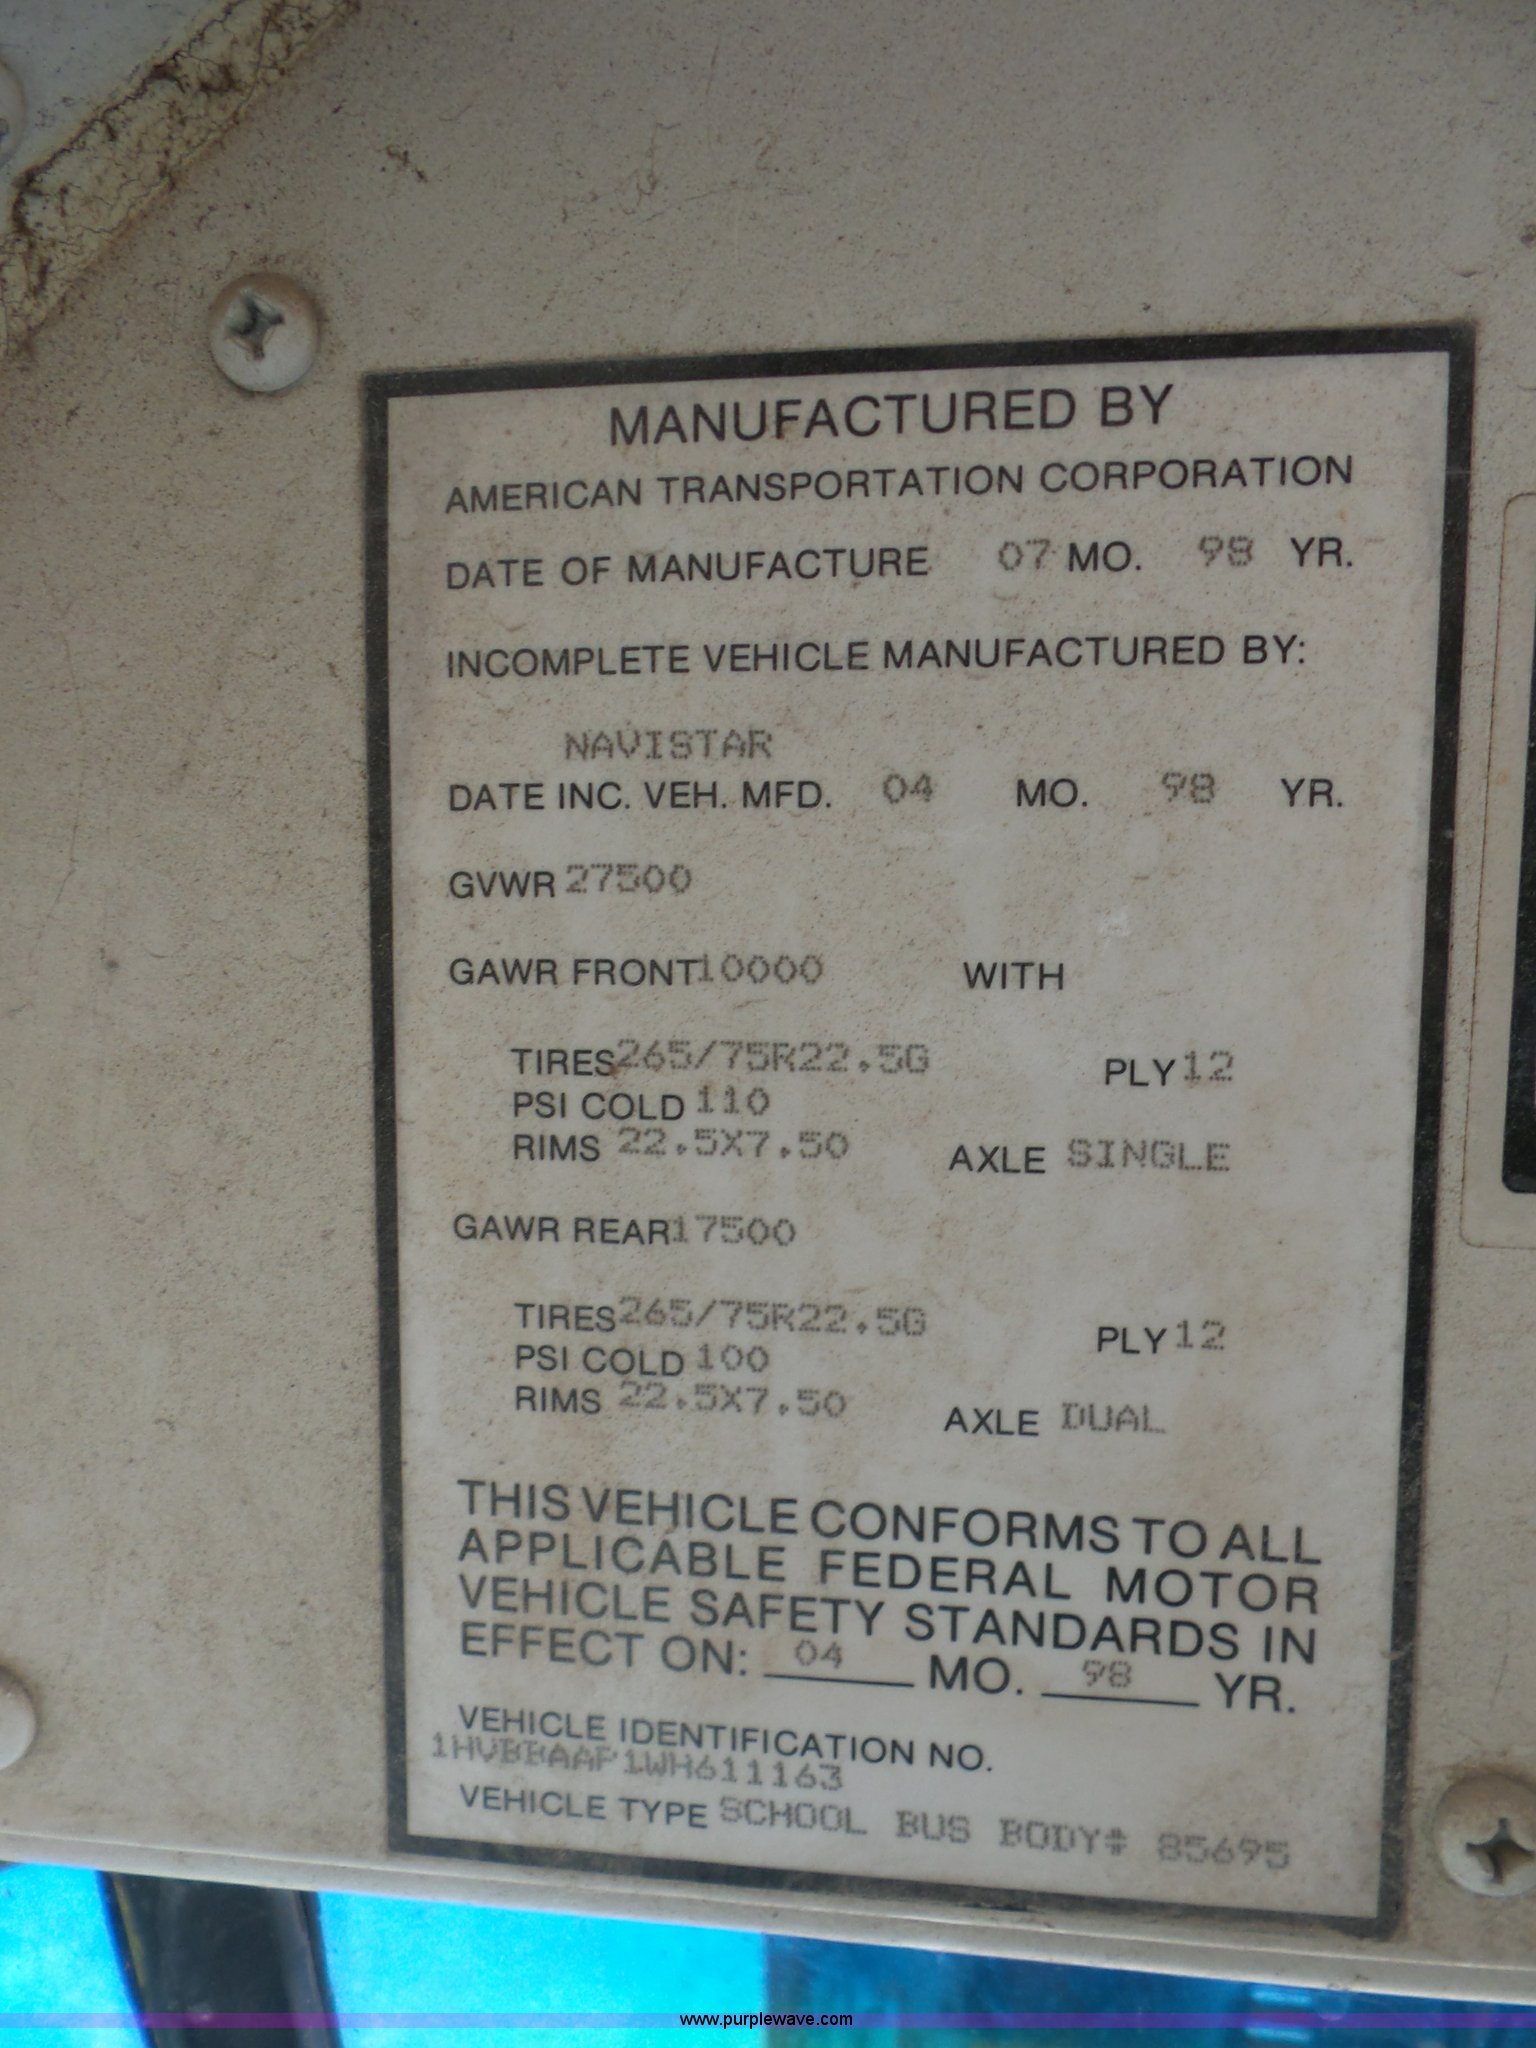 MANUFACTURED BY
AMERICAN TRANSPORTATION CORPORATION
DATE OF MANUFACTURE 07 MO. 98 YR.
INCOMPLETE VEHICLE MANUFACTURED BY:
NAVISTAR
DATE INC. VEH. MFD. 04 MO. 98 YR.
GVWR 27500
GAWR FRONT 10000 WITH
TIRES 265/75R22.5G PLY 12
PSI COLD 110
RIMS 22.5X7.50 AXLE SINGLE
GAWR REAR 17500
TIRES 265/75R22.5G PLY 12
PSI COLD 100
RIMS 22.5X7.50 AXLE DUAL
THIS VEHICLE CONFORMS TO ALL
APPLICABLE FEDERAL MOTOR
VEHICLE SAFETY STANDARDS IN
EFFECT ON: 04 MO. 98 YR.
VEHICLE IDENTIFICATION NO.
1HVBBAAP1WH611163
VEHICLE TYPE SCHOOL BUS BODY# 85695
www.purplewave.com